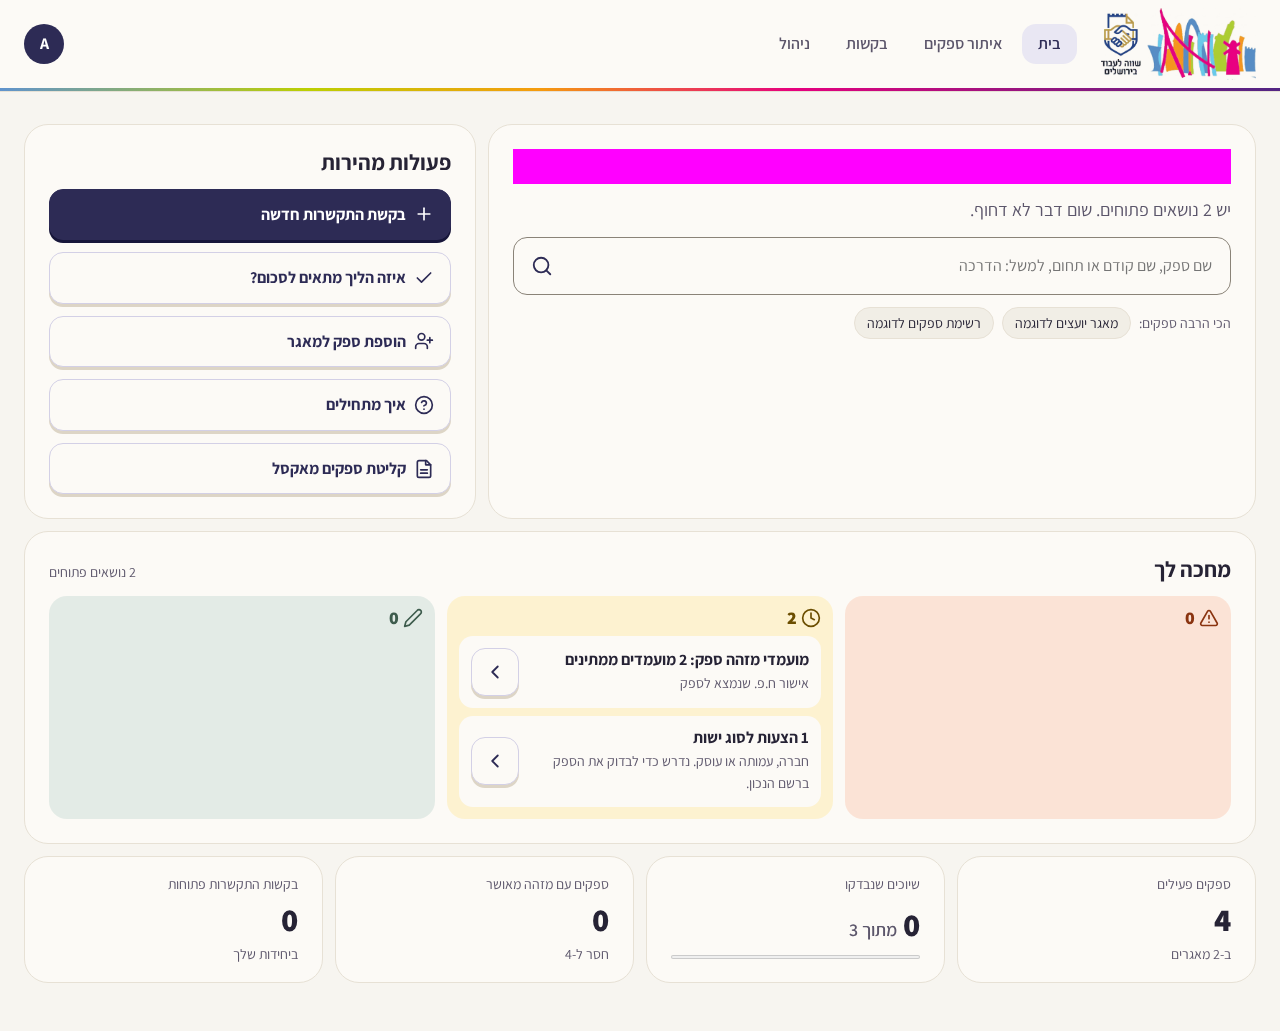 שווה לעבוד
בירושלים
בית
איתור ספקים
בקשות
ניהול
A
יש 2 נושאים פתוחים. שום דבר לא דחוף.
שם ספק, שם קודם או תחום, למשל: הדרכה
הכי הרבה ספקים:
מאגר יועצים לדוגמה
רשימת ספקים לדוגמה
פעולות מהירות
בקשת התקשרות חדשה
איזה הליך מתאים לסכום?
הוספת ספק למאגר
איך מתחילים
קליטת ספקים מאקסל
מחכה לך
2 נושאים פתוחים
0
2
מועמדי מזהה ספק: 2 מועמדים ממתינים
אישור ח.פ. שנמצא לספק
1 הצעות לסוג ישות
חברה, עמותה או עוסק. נדרש כדי לבדוק את הספק
ברשם הנכון.
0
ספקים פעילים
4
ב-2 מאגרים
שיוכים שנבדקו
0 מתוך 3
ספקים עם מזהה מאושר
0
חסר ל-4
בקשות התקשרות פתוחות
0
ביחידות שלך